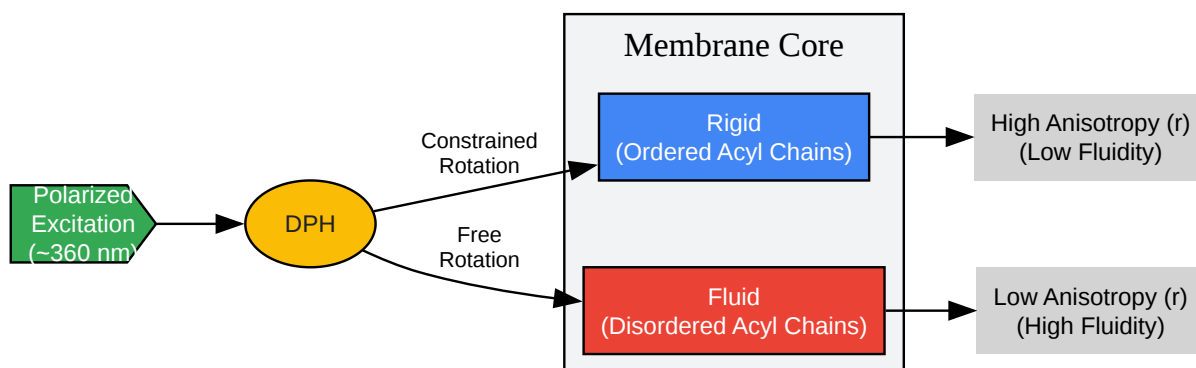 Polarized
Excitation
(~360 nm)
DPH
Constrained
Rotation
Free
Rotation
Membrane Core
Rigid
(Ordered Acyl Chains)
Fluid
(Disordered Acyl Chains)
High Anisotropy (r)
(Low Fluidity)
Low Anisotropy (r)
(High Fluidity)